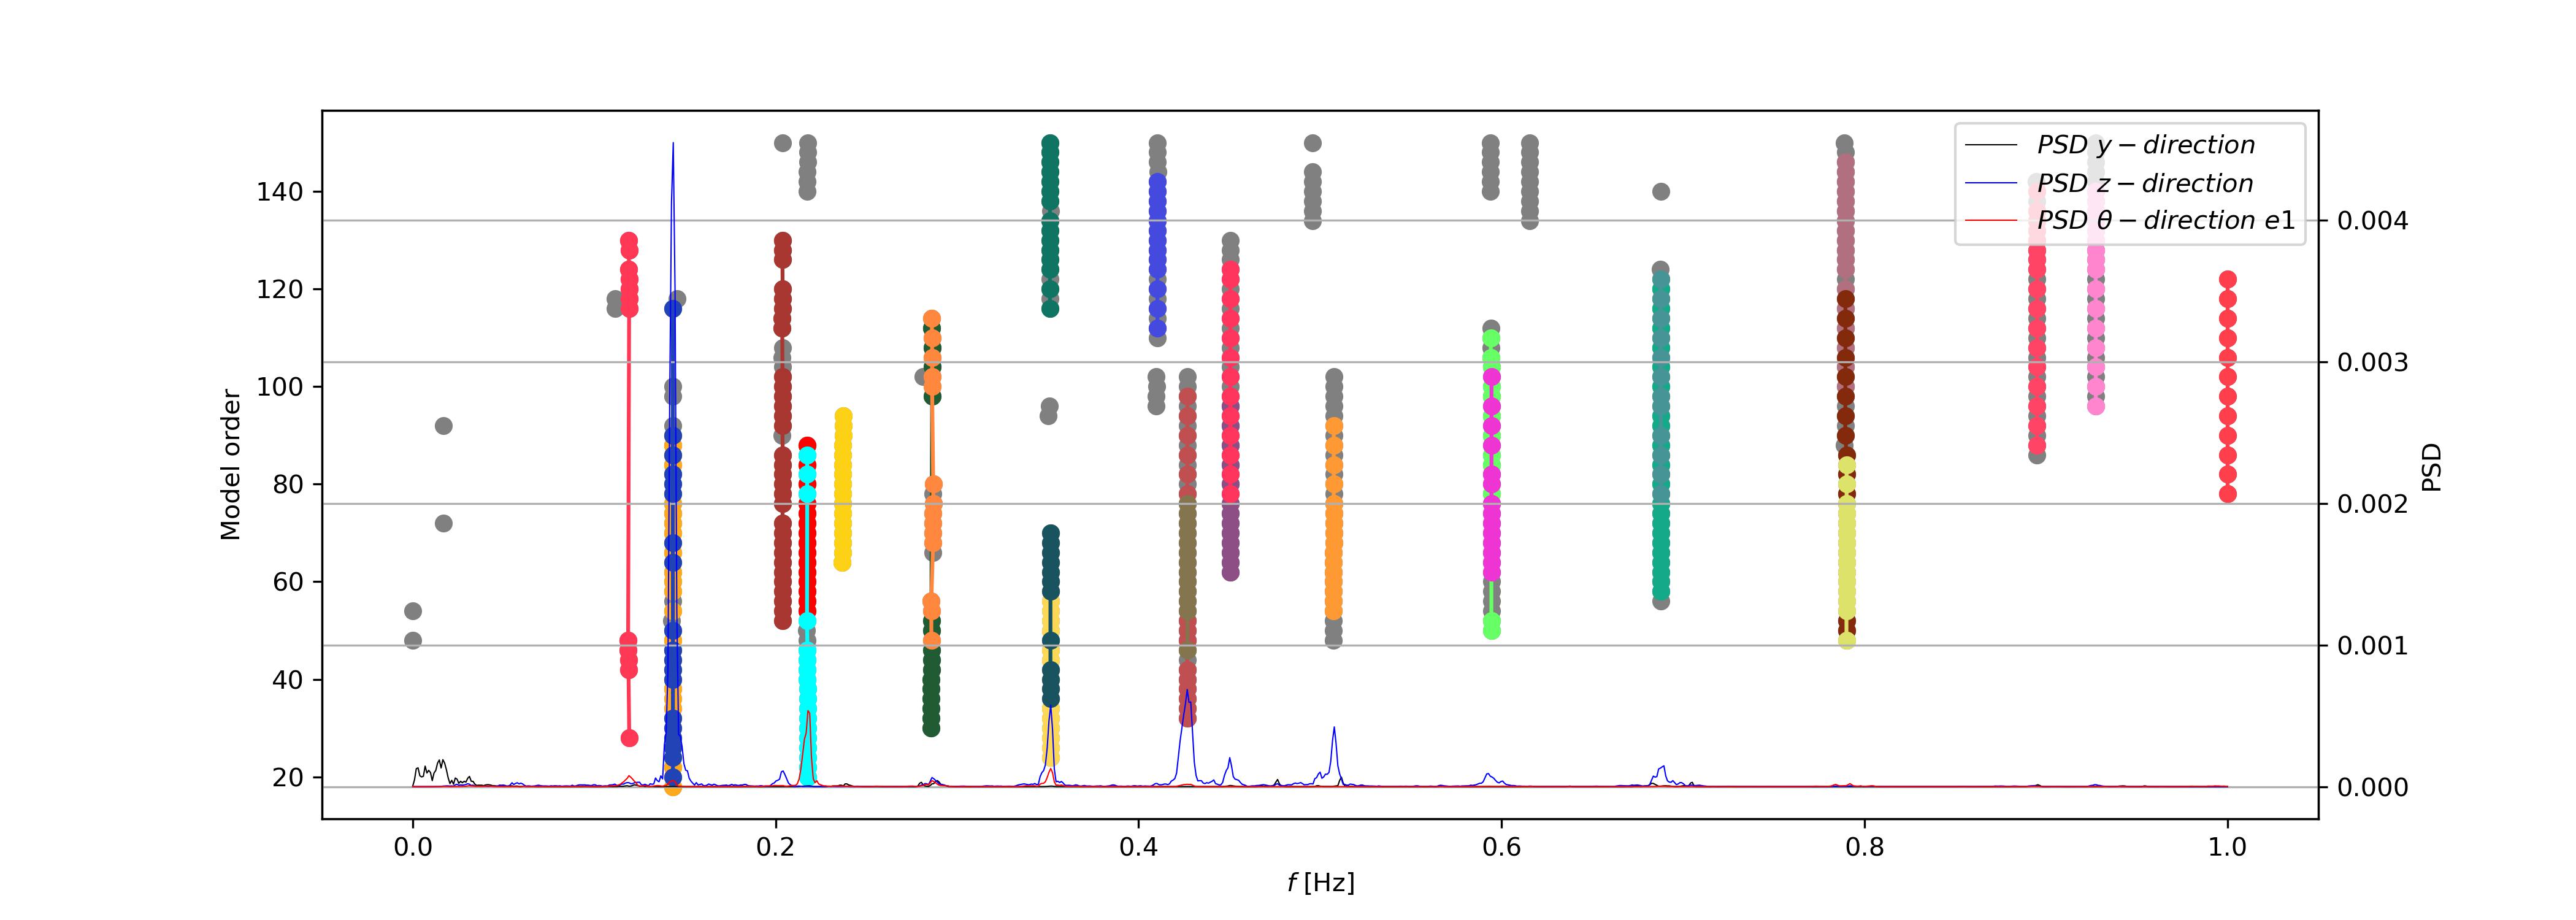 PSD y − direction
PSD z − direction
PSD θ − direction e1
140
120
100
80
60
40
20
Model order
0.004
0.003
0.002
0.001
0.000
PSD
0.0 0.2 0.4 0.6 0.8 1.0
f [Hz]